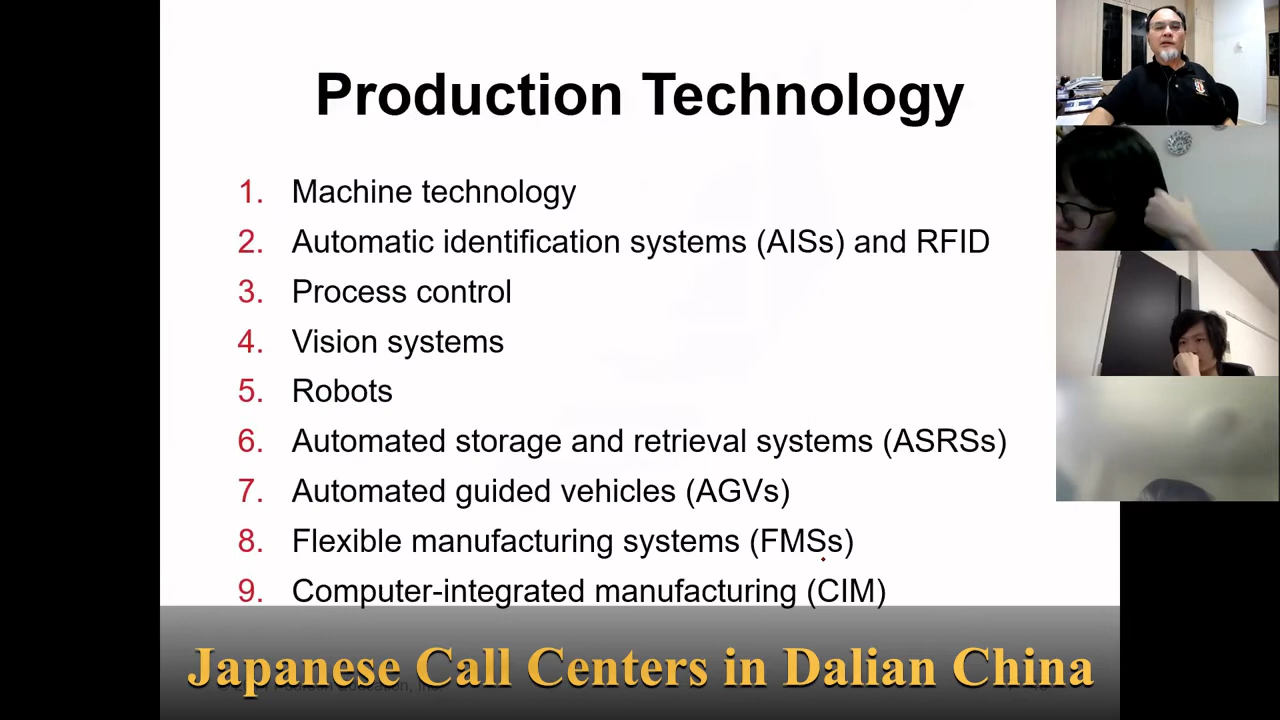 Production Technology
1. Machine technology
2. Automatic identification systems (AISs) and RFID
3. Process control
4. Vision systems
5. Robots
6. Automated storage and retrieval systems (ASRSs)
7. Automated guided vehicles (AGVs)
8. Flexible manufacturing systems (FMSs)
9. Computer-integrated manufacturing (CIM)
Japanese Call Centers in Dalian China